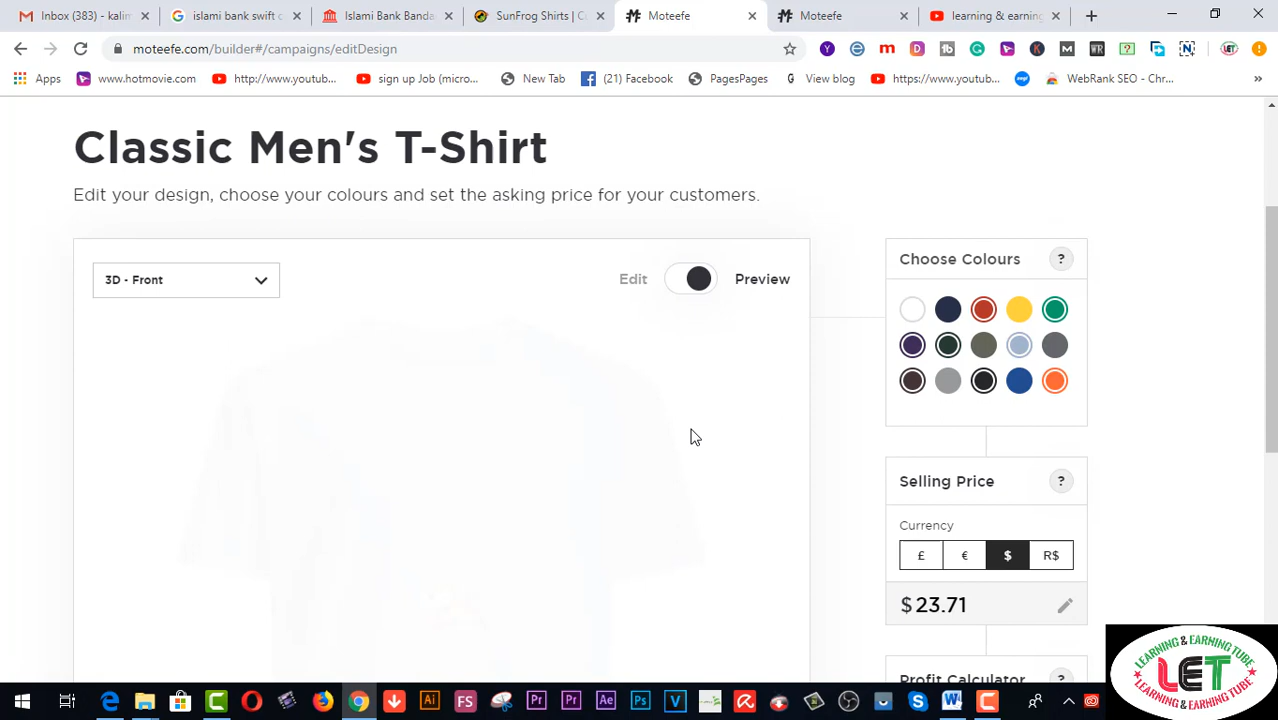 Inbox (383) - kalim
islami bank swift c
Islami Bank Banda
SunFrog Shirts | C
Moteefe
Moteefe
learning & earning
moteefe.com/builder#/campaigns/editDesign
Apps
www.hotmovie.com
http://www.youtub...
sign up Job (micro...
New Tab
(21) Facebook
PagesPages
View blog
https://www.youtub...
WebRank SEO - Chr...
Classic Men's T-Shirt
Edit your design, choose your colours and set the asking price for your customers.
3D - Front
Edit
Preview
Choose Colours
?
Selling Price
?
Currency
£
€
$
R$
$ 23.71
Profit Calculator
?
LEARNING & EARNING TUBE
LET
LEARNING & EARNING TUBE